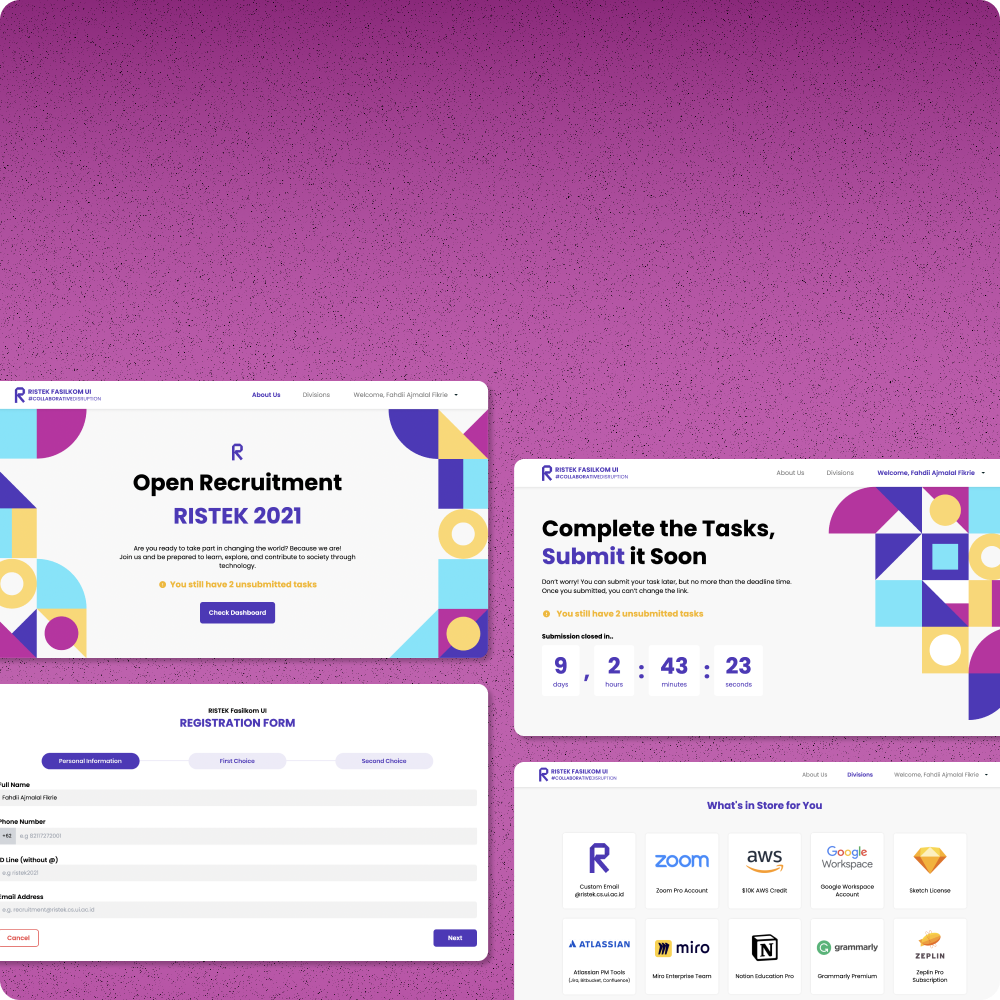 RISTEK FASILKOM UI
#COLLABORATIVEDISRUPTION
About Us
Divisions
Welcome, Fahdii Ajmalal Fikrie
Open Recruitment
RISTEK 2021
Are you ready to take part in changing the world? Because we are!
Join us and be prepared to learn, explore, and contribute to society through
technology.
You still have 2 unsubmitted tasks
Check Dashboard
RISTEK Fasilkom UI
REGISTRATION FORM
Personal Information
First Choice
Second Choice
Full Name
Fahdii Ajmalal Fikrie
Phone Number
+62
e.g 82117272001
ID Line (without @)
e.g. ristek2021
Email Address
e.g. recruitment@ristek.cs.ui.ac.id
Cancel
Next
RISTEK FASILKOM UI
#COLLABORATIVEDISRUPTION
About Us
Divisions
Welcome, Fahdii Ajmalal Fikrie
Complete the Tasks,
Submit it Soon
Don't worry! You can submit your task later, but no more than the deadline time.
Once you submitted, you can't change the link.
You still have 2 unsubmitted tasks
Submission closed in..
9 , 2 : 43 : 23
days hours minutes seconds
RISTEK FASILKOM UI
#COLLABORATIVEDISRUPTION
About Us
Divisions
Welcome, Fahdii Ajmalal Fikrie
What's in Store for You
Custom Email
@ristek.cs.ui.ac.id
zoom
Zoom Pro Account
aws
$10K AWS Credit
Google
Workspace
Google Workspace
Account
Sketch License
ATLASSIAN
Atlassian PM Tools
(Jira, Bitbucket, Confluence)
miro
Miro Enterprise Team
Notion Education Pro
grammarly
Grammarly Premium
ZEPLIN
Zeplin Pro
Subscription